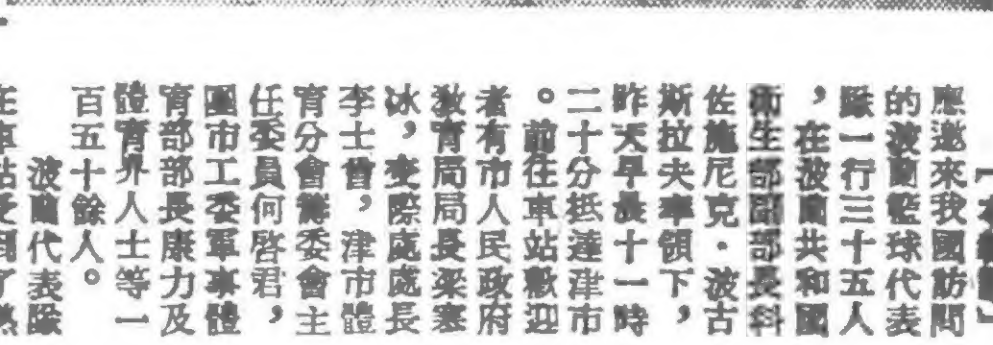 應邀來我國訪問
的波蘭籃球代表
隊一行三十五人
，在波蘭共和國
衛生部副部長科
佐施尼克·波古
斯拉夫率領下，
昨天早晨十一時
二十分抵達津市
。前往車站歡迎
者有市人民政府
教育局局長梁寒
冰，交際處處長
李士曾，津市體
育分會籌委會主
任委員何啓君，
團市工委軍事體
育部部長康力及
體育界人士等一
百五十餘人。
波蘭代表隊